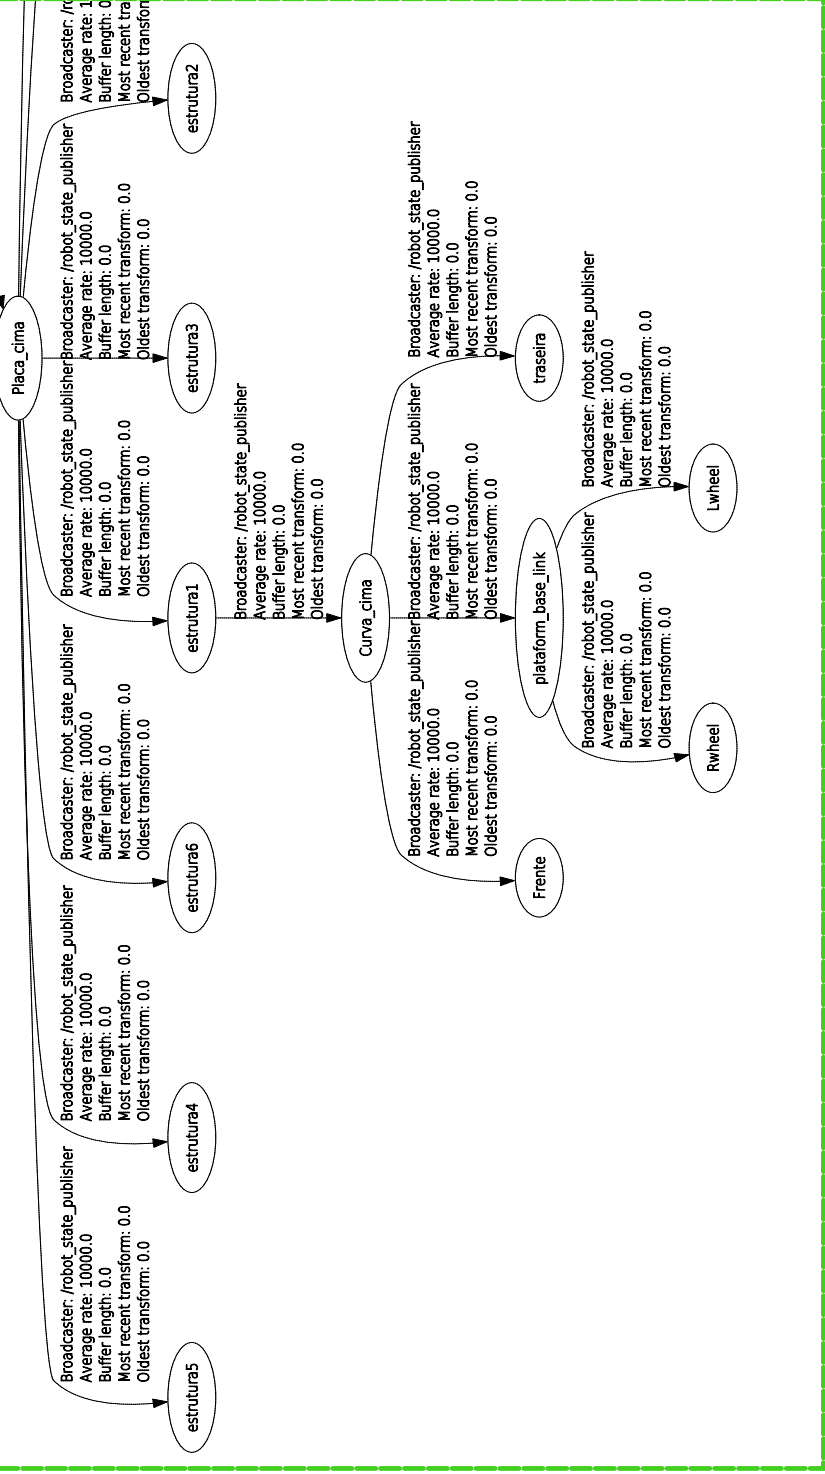 Placa_cima
Broadcaster: /robot_state_publisher
Average rate: 10000.0
Buffer length: 0.0
Most recent transform: 0.0
Oldest transform: 0.0
Broadcaster: /robot_state_publisher
Average rate: 10000.0
Buffer length: 0.0
Most recent transform: 0.0
Oldest transform: 0.0
Broadcaster: /robot_state_publisher
Average rate: 10000.0
Buffer length: 0.0
Most recent transform: 0.0
Oldest transform: 0.0
Broadcaster: /robot_state_publisher
Average rate: 10000.0
Buffer length: 0.0
Most recent transform: 0.0
Oldest transform: 0.0
Broadcaster: /robot_state_publisher
Average rate: 10000.0
Buffer length: 0.0
Most recent transform: 0.0
Oldest transform: 0.0
Broadcaster:
Average rate:
Buffer length:
Most recent
Oldest
estrutura5
estrutura4
estrutura6
estrutura1
estrutura3
estrutura2
Broadcaster: /robot_state_publisher
Average rate: 10000.0
Buffer length: 0.0
Most recent transform: 0.0
Oldest transform: 0.0
Curva_cima
Broadcaster: /robot_state_publisher
Average rate: 10000.0
Buffer length: 0.0
Most recent transform: 0.0
Oldest transform: 0.0
Broadcaster: /robot_state_publisher
Average rate: 10000.0
Buffer length: 0.0
Most recent transform: 0.0
Oldest transform: 0.0
Broadcaster: /robot_state_publisher
Average rate: 10000.0
Buffer length: 0.0
Most recent transform: 0.0
Oldest transform: 0.0
Frente
plataform_base_link
traseira
Broadcaster: /robot_state_publisher
Average rate: 10000.0
Buffer length: 0.0
Most recent transform: 0.0
Oldest transform: 0.0
Broadcaster: /robot_state_publisher
Average rate: 10000.0
Buffer length: 0.0
Most recent transform: 0.0
Oldest transform: 0.0
Rwheel
Lwheel